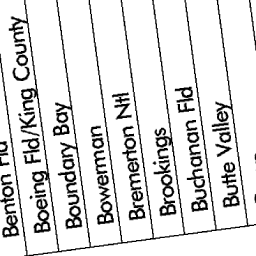 Benton Fld
Boeing Fld/King County
Boundary Bay
Bowerman
Bremerton Ntl
Brookings
Buchanan Fld
Butte Valley